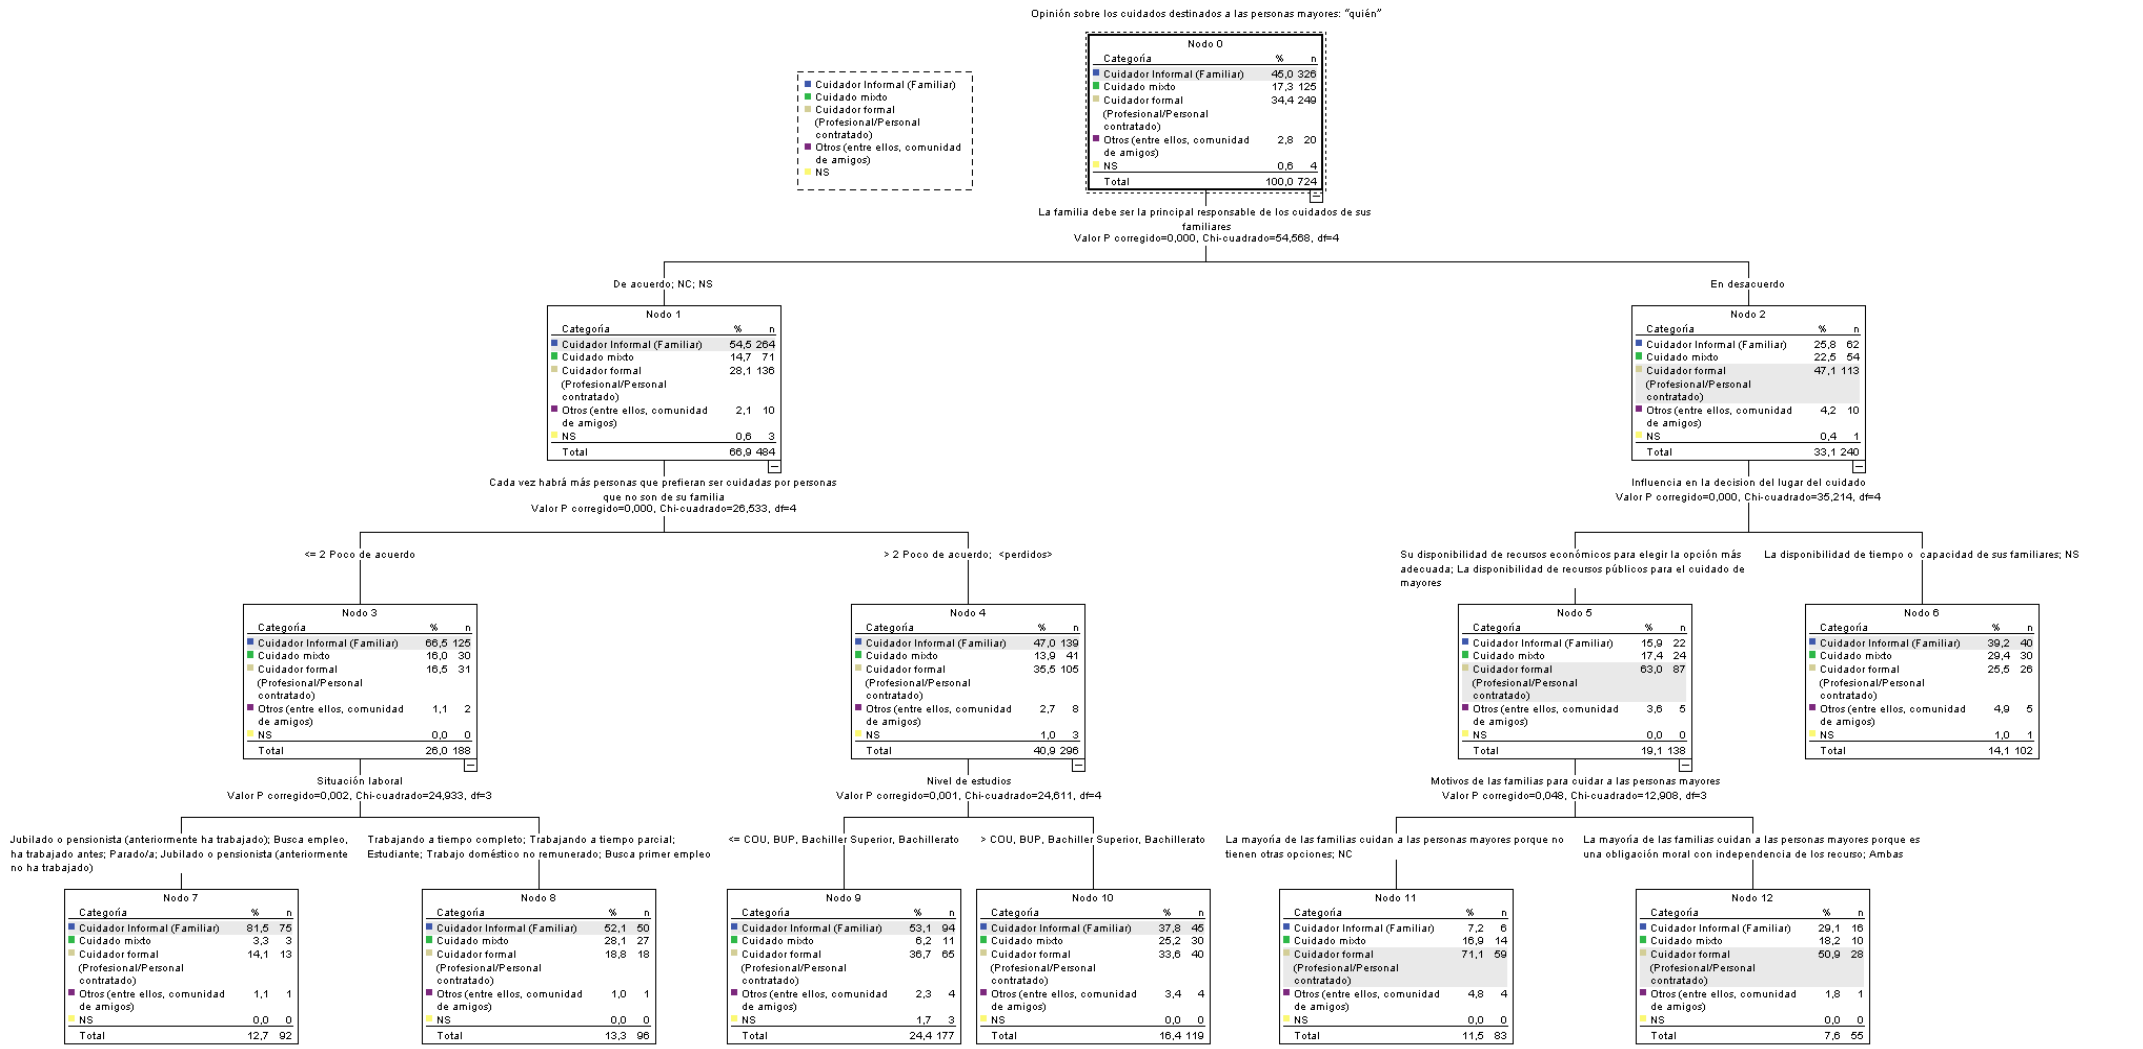 Opinión sobre los cuidados destinados a las personas mayores: "quién"
Cuidador Informal (Familiar)
Cuidado mixto
Cuidador formal
(Profesional/Personal
contratado)
Otros (entre ellos, comunidad
de amigos)
NS
Nodo 0
Categoría % n
Cuidador Informal (Familiar) 45,0 326
Cuidado mixto 17,3 125
Cuidador formal 34,4 249
(Profesional/Personal
contratado)
Otros (entre ellos, comunidad 2,8 20
de amigos)
NS 0,6 4
Total 100,0 724
La familia debe ser la principal responsable de los cuidados de sus
familiares
Valor P corregido=0,000, Chi-cuadrado=54,568, df=4
De acuerdo; NC; NS
Nodo 1
Categoría % n
Cuidador Informal (Familiar) 54,5 264
Cuidado mixto 14,7 71
Cuidador formal 28,1 136
(Profesional/Personal
contratado)
Otros (entre ellos, comunidad 2,1 10
de amigos)
NS 0,6 3
Total 66,9 484
En desacuerdo
Nodo 2
Categoría % n
Cuidador Informal (Familiar) 25,8 62
Cuidado mixto 22,5 54
Cuidador formal 47,1 113
(Profesional/Personal
contratado)
Otros (entre ellos, comunidad 4,2 10
de amigos)
NS 0,4 1
Total 33,1 240
Cada vez habrá más personas que prefieran ser cuidadas por personas
que no son de su familia
Valor P corregido=0,000, Chi-cuadrado=26,533, df=4
Influencia en la decision del lugar del cuidado
Valor P corregido=0,000, Chi-cuadrado=35,214, df=4
<= 2 Poco de acuerdo
Nodo 3
Categoría % n
Cuidador Informal (Familiar) 66,5 125
Cuidado mixto 16,0 30
Cuidador formal 16,5 31
(Profesional/Personal
contratado)
Otros (entre ellos, comunidad 1,1 2
de amigos)
NS 0,0 0
Total 26,0 188
> 2 Poco de acuerdo; <perdidos>
Nodo 4
Categoría % n
Cuidador Informal (Familiar) 47,0 139
Cuidado mixto 13,9 41
Cuidador formal 35,5 105
(Profesional/Personal
contratado)
Otros (entre ellos, comunidad 2,7 8
de amigos)
NS 1,0 3
Total 40,9 296
Su disponibilidad de recursos económicos para elegir la opción más
adecuada; La disponibilidad de recursos públicos para el cuidado de
mayores
Nodo 5
Categoría % n
Cuidador Informal (Familiar) 15,9 22
Cuidado mixto 17,4 24
Cuidador formal 63,0 87
(Profesional/Personal
contratado)
Otros (entre ellos, comunidad 3,6 5
de amigos)
NS 0,0 0
Total 19,1 138
La disponibilidad de tiempo o capacidad de sus familiares; NS
Nodo 6
Categoría % n
Cuidador Informal (Familiar) 39,2 40
Cuidado mixto 29,4 30
Cuidador formal 25,5 26
(Profesional/Personal
contratado)
Otros (entre ellos, comunidad 4,9 5
de amigos)
NS 1,0 1
Total 14,1 102
Situación laboral
Valor P corregido=0,002, Chi-cuadrado=24,933, df=3
Nivel de estudios
Valor P corregido=0,001, Chi-cuadrado=24,611, df=4
Motivos de las familias para cuidar a las personas mayores
Valor P corregido=0,048, Chi-cuadrado=12,908, df=3
Jubilado o pensionista (anteriormente ha trabajado); Busca empleo,
ha trabajado antes; Parado/a; Jubilado o pensionista (anteriormente
no ha trabajado)
Nodo 7
Categoría % n
Cuidador Informal (Familiar) 81,5 75
Cuidado mixto 3,3 3
Cuidador formal 14,1 13
(Profesional/Personal
contratado)
Otros (entre ellos, comunidad 1,1 1
de amigos)
NS 0,0 0
Total 12,7 92
Trabajando a tiempo completo; Trabajando a tiempo parcial;
Estudiante; Trabajo doméstico no remunerado; Busca primer empleo
Nodo 8
Categoría % n
Cuidador Informal (Familiar) 52,1 50
Cuidado mixto 28,1 27
Cuidador formal 18,8 18
(Profesional/Personal
contratado)
Otros (entre ellos, comunidad 1,0 1
de amigos)
NS 0,0 0
Total 13,3 96
<= COU, BUP, Bachiller Superior, Bachillerato
Nodo 9
Categoría % n
Cuidador Informal (Familiar) 53,1 94
Cuidado mixto 6,2 11
Cuidador formal 36,7 65
(Profesional/Personal
contratado)
Otros (entre ellos, comunidad 2,3 4
de amigos)
NS 1,7 3
Total 24,4 177
> COU, BUP, Bachiller Superior, Bachillerato
Nodo 10
Categoría % n
Cuidador Informal (Familiar) 37,8 45
Cuidado mixto 25,2 30
Cuidador formal 33,6 40
(Profesional/Personal
contratado)
Otros (entre ellos, comunidad 3,4 4
de amigos)
NS 0,0 0
Total 16,4 119
La mayoría de las familias cuidan a las personas mayores porque no
tienen otras opciones; NC
Nodo 11
Categoría % n
Cuidador Informal (Familiar) 7,2 6
Cuidado mixto 16,9 14
Cuidador formal 71,1 59
(Profesional/Personal
contratado)
Otros (entre ellos, comunidad 4,8 4
de amigos)
NS 0,0 0
Total 11,5 83
La mayoría de las familias cuidan a las personas mayores porque es
una obligación moral con independencia de los recurso; Ambas
Nodo 12
Categoría % n
Cuidador Informal (Familiar) 29,1 16
Cuidado mixto 18,2 10
Cuidador formal 50,9 28
(Profesional/Personal
contratado)
Otros (entre ellos, comunidad 1,8 1
de amigos)
NS 0,0 0
Total 7,6 55